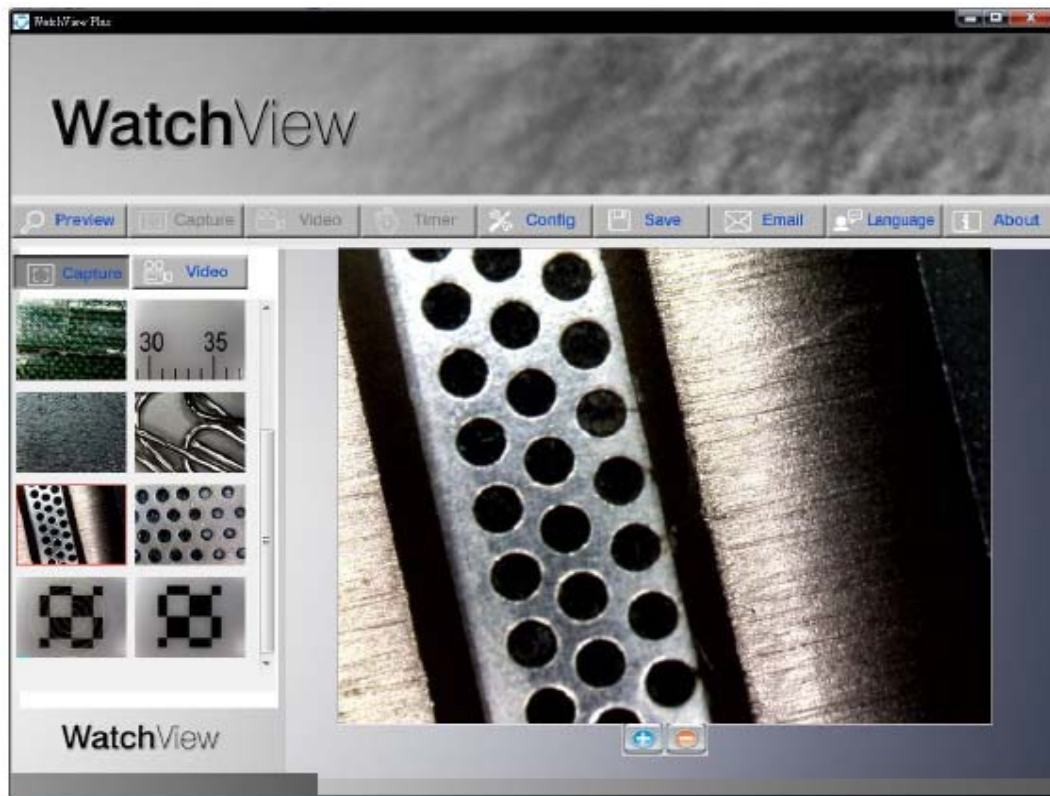 WatchView Plus
WatchView
Preview Capture Video Timer Config Save Email Language About
Capture Video
30 35
WatchView